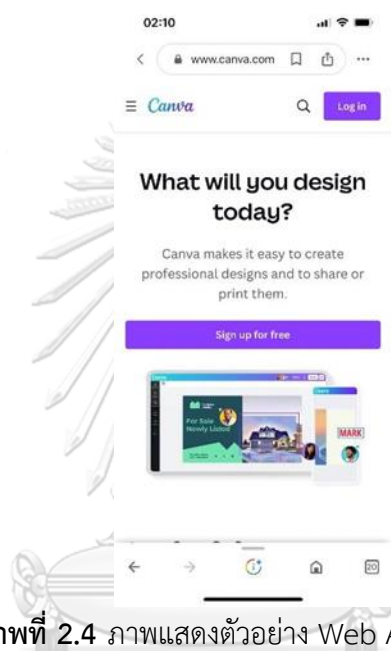 02:10
www.canva.com
Canva
Log in
What will you design
today?
Canva makes it easy to create
professional designs and to share or
print them.
Sign up for free
For Sale
Newly Listed
MARK
20
าพที่ 2.4 ภาพแสดงตัวอย่าง Web A